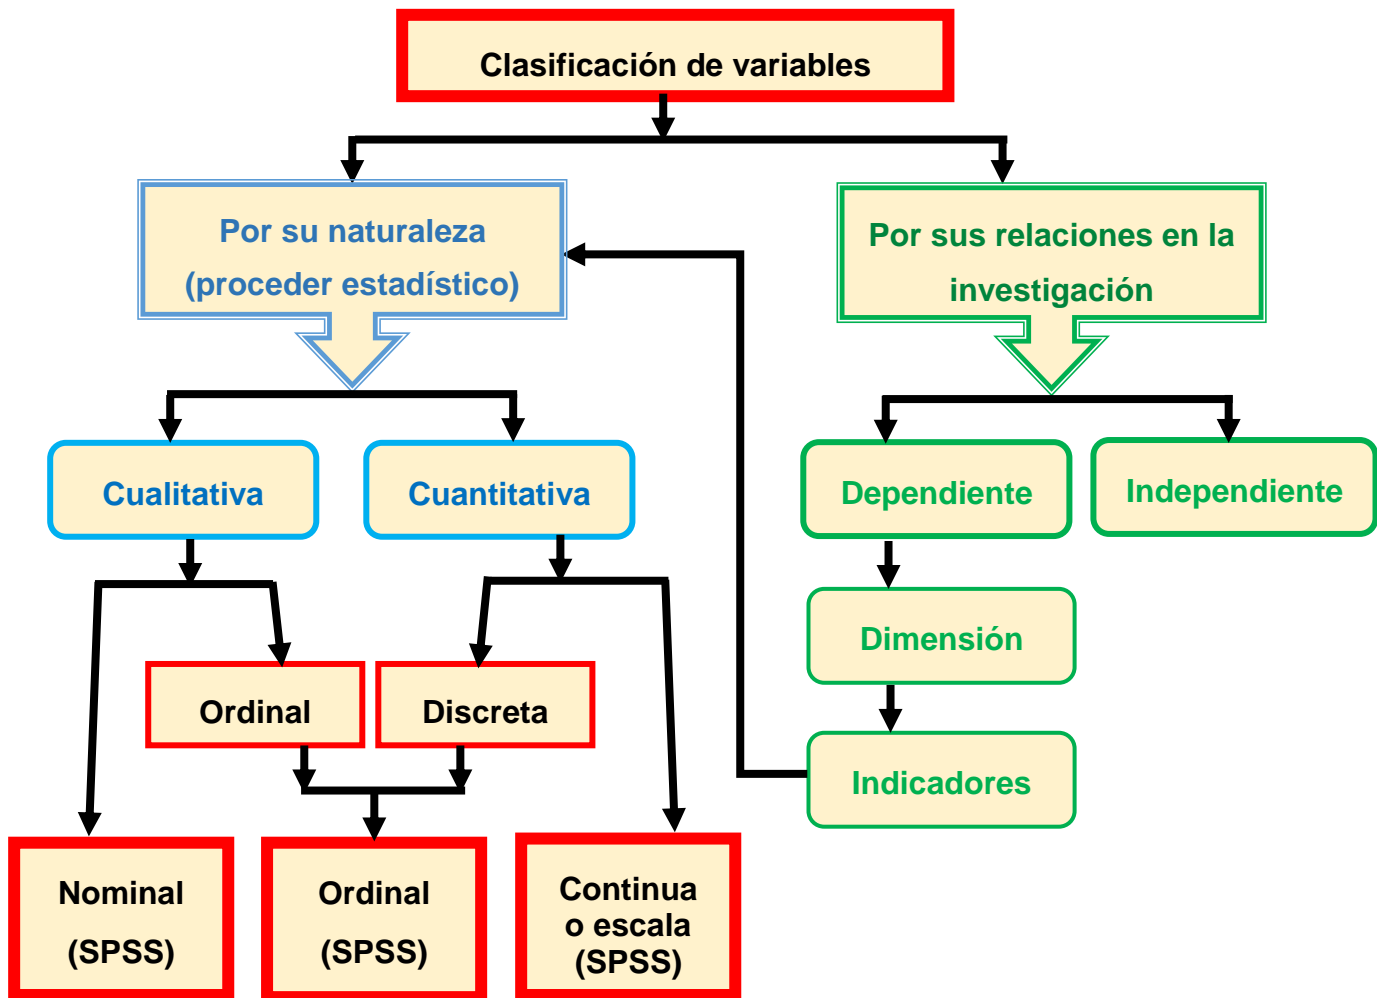 Clasificación de variables
Por su naturaleza
(proceder estadístico)
Por sus relaciones en la
investigación
Cualitativa
Cuantitativa
Dependiente
Independiente
Dimensión
Ordinal
Discreta
Indicadores
Nominal
(SPSS)
Ordinal
(SPSS)
Continua
o escala
(SPSS)